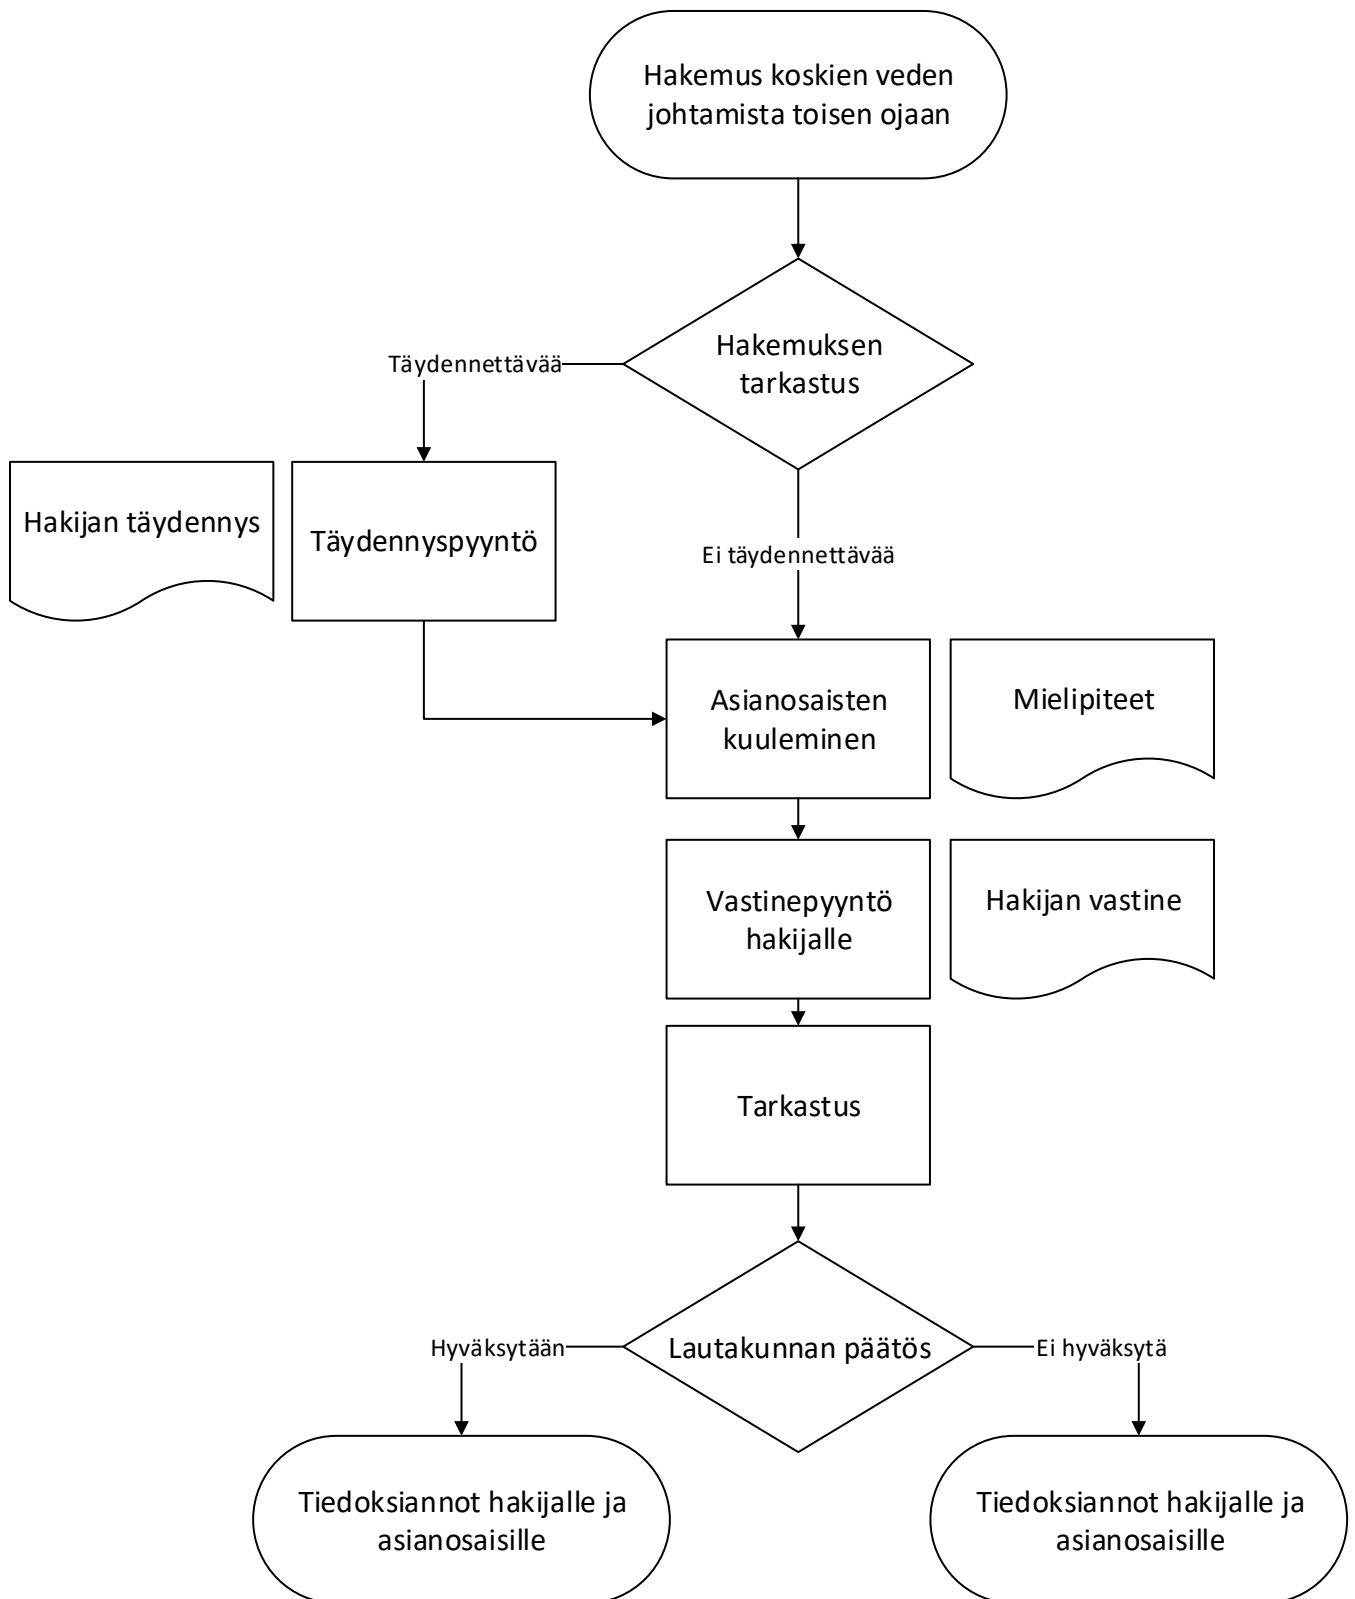 Hakemus koskien veden
johtamista toisen ojaan
Hakemuksen
tarkastus
Täydennettävää
Hakijan täydennys
Täydennyspyyntö
Ei täydennettävää
Asianosaisten
kuuleminen
Mielipiteet
Vastinepyyntö
hakijalle
Hakijan vastine
Tarkastus
Lautakunnan päätös
Hyväksytään
Ei hyväksytä
Tiedoksiannot hakijalle ja
asianosaisille
Tiedoksiannot hakijalle ja
asianosaisille